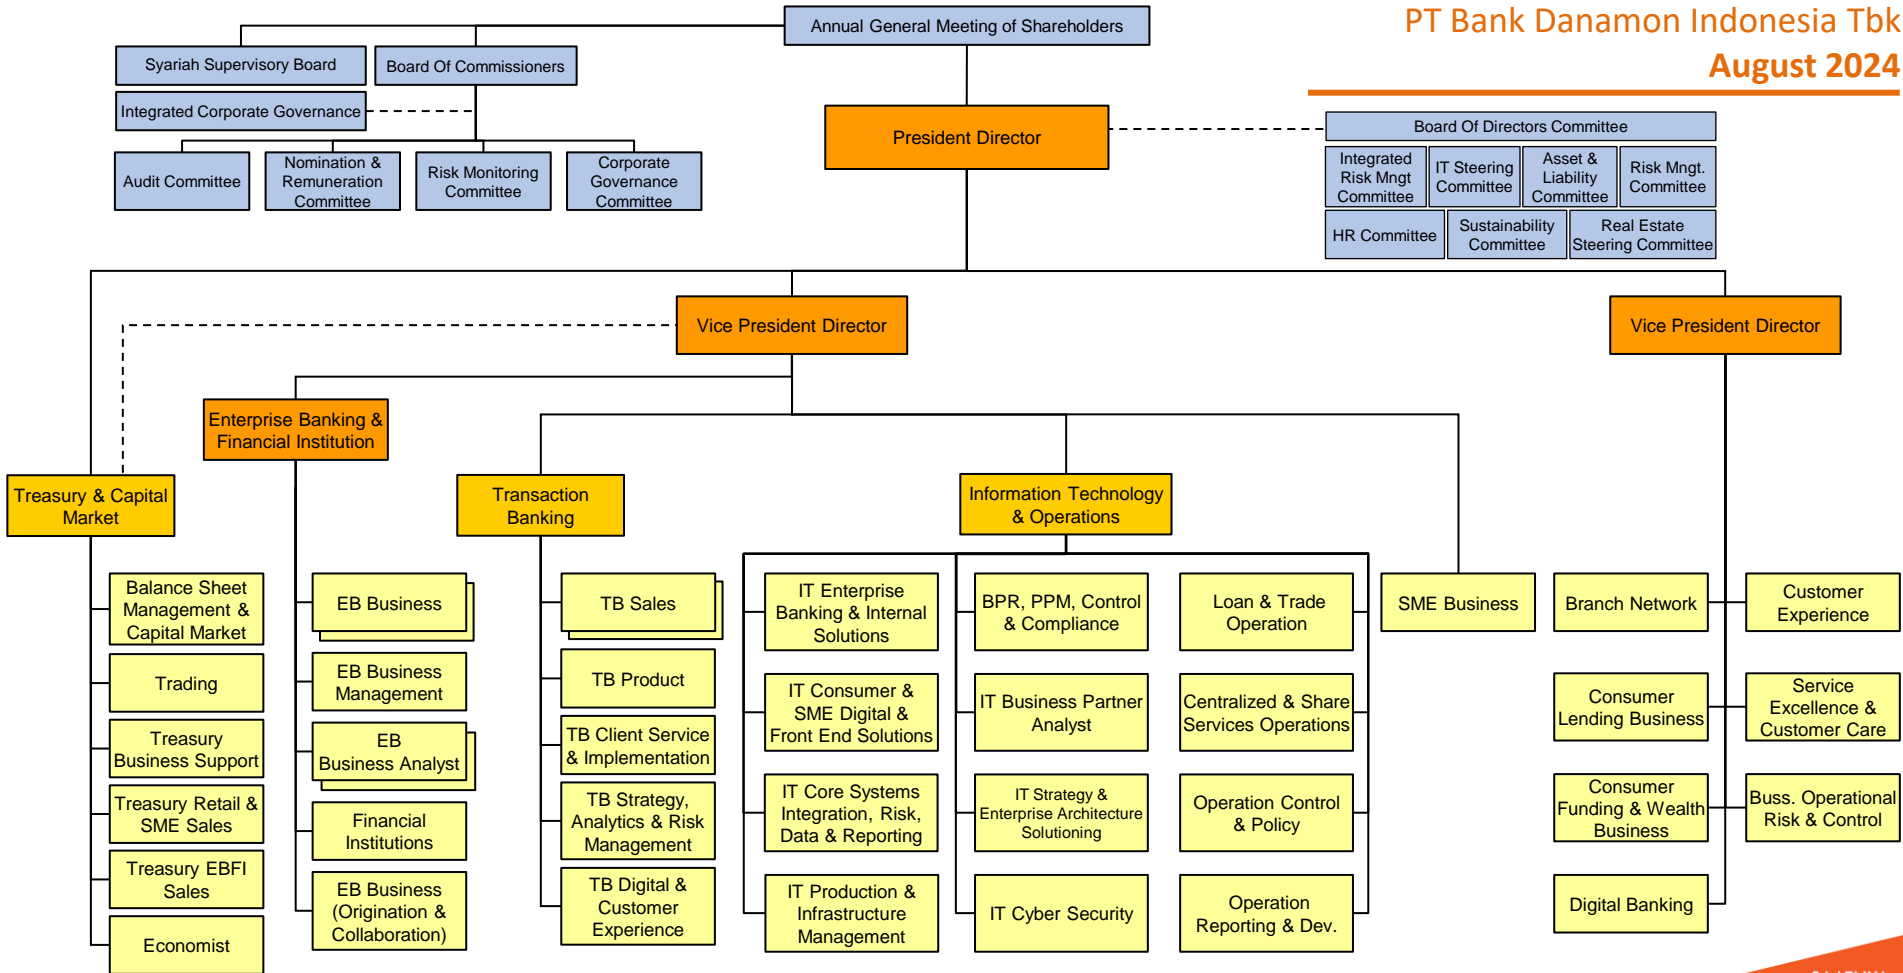 PT Bank Danamon Indonesia Tbk
August 2024
Annual General Meeting of Shareholders
Syariah Supervisory Board
Board Of Commissioners
Integrated Corporate Governance
Audit Committee
Nomination &
Remuneration
Committee
Risk Monitoring
Committee
Corporate
Governance
Committee
President Director
Board Of Directors Committee
Integrated
Risk Mngt
Committee
IT Steering
Committee
Asset &
Liability
Committee
Risk Mngt.
Committee
HR Committee
Sustainability
Committee
Real Estate
Steering Committee
Vice President Director
Vice President Director
Enterprise Banking &
Financial Institution
Treasury & Capital
Market
Transaction
Banking
Information Technology
& Operations
Balance Sheet
Management &
Capital Market
Trading
Treasury
Business Support
Treasury Retail &
SME Sales
Treasury EBFI
Sales
Economist
EB Business
EB Business
Management
EB
Business Analyst
Financial
Institutions
EB Business
(Origination &
Collaboration)
TB Sales
TB Product
TB Client Service
& Implementation
TB Strategy,
Analytics & Risk
Management
TB Digital &
Customer
Experience
IT Enterprise
Banking & Internal
Solutions
IT Consumer &
SME Digital &
Front End Solutions
IT Core Systems
Integration, Risk,
Data & Reporting
IT Production &
Infrastructure
Management
BPR, PPM, Control
& Compliance
IT Business Partner
Analyst
IT Strategy &
Enterprise Architecture
Solutioning
IT Cyber Security
Loan & Trade
Operation
Centralized & Share
Services Operations
Operation Control
& Policy
Operation
Reporting & Dev.
SME Business
Branch Network
Consumer
Lending Business
Consumer
Funding & Wealth
Business
Digital Banking
Customer
Experience
Service
Excellence &
Customer Care
Buss. Operational
Risk & Control